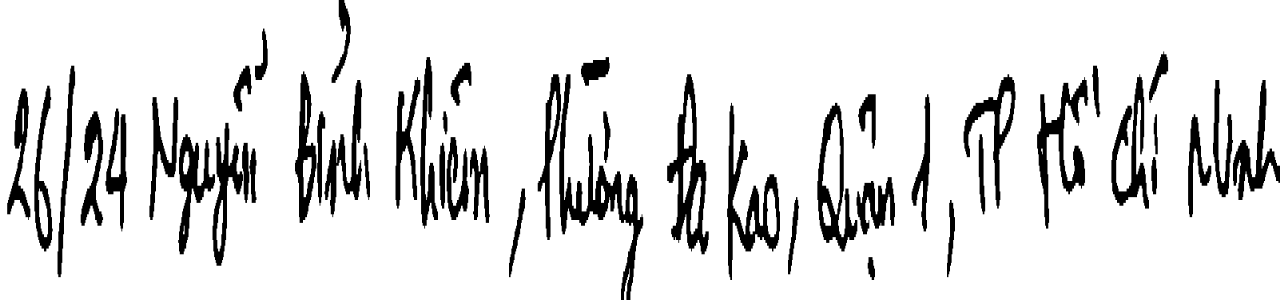 26/24 Nguyễn Bỉnh Khiêm, Phường Đa Kao, Quận 1, TP Hồ Chí Minh